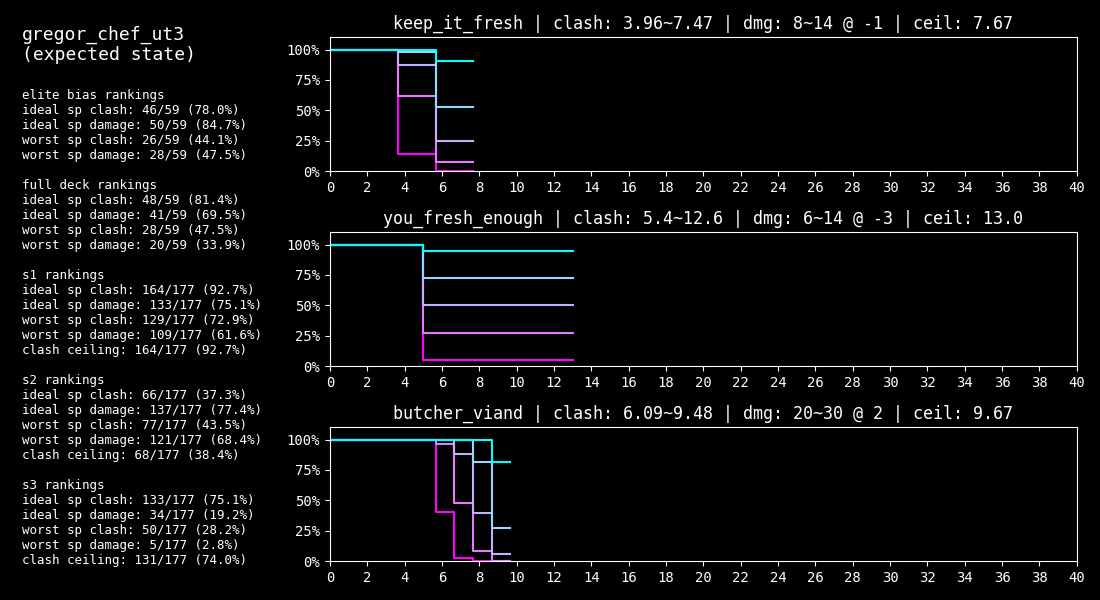 gregor_chef_ut3
(expected state)
elite bias rankings
ideal sp clash: 46/59 (78.0%)
ideal sp damage: 50/59 (84.7%)
worst sp clash: 26/59 (44.1%)
worst sp damage: 28/59 (47.5%)
full deck rankings
ideal sp clash: 48/59 (81.4%)
ideal sp damage: 41/59 (69.5%)
worst sp clash: 28/59 (47.5%)
worst sp damage: 20/59 (33.9%)
s1 rankings
ideal sp clash: 164/177 (92.7%)
ideal sp damage: 133/177 (75.1%)
worst sp clash: 129/177 (72.9%)
worst sp damage: 109/177 (61.6%)
clash ceiling: 164/177 (92.7%)
s2 rankings
ideal sp clash: 66/177 (37.3%)
ideal sp damage: 137/177 (77.4%)
worst sp clash: 77/177 (43.5%)
worst sp damage: 121/177 (68.4%)
clash ceiling: 68/177 (38.4%)
s3 rankings
ideal sp clash: 133/177 (75.1%)
ideal sp damage: 34/177 (19.2%)
worst sp clash: 50/177 (28.2%)
worst sp damage: 5/177 (2.8%)
clash ceiling: 131/177 (74.0%)
keep_it_fresh | clash: 3.96~7.47 | dmg: 8~14 @ -1 | ceil: 7.67
100%
75%
50%
25%
0%
0 2 4 6 8 10 12 14 16 18 20 22 24 26 28 30 32 34 36 38 40
you_fresh_enough | clash: 5.4~12.6 | dmg: 6~14 @ -3 | ceil: 13.0
100%
75%
50%
25%
0%
0 2 4 6 8 10 12 14 16 18 20 22 24 26 28 30 32 34 36 38 40
butcher_viand | clash: 6.09~9.48 | dmg: 20~30 @ 2 | ceil: 9.67
100%
75%
50%
25%
0%
0 2 4 6 8 10 12 14 16 18 20 22 24 26 28 30 32 34 36 38 40